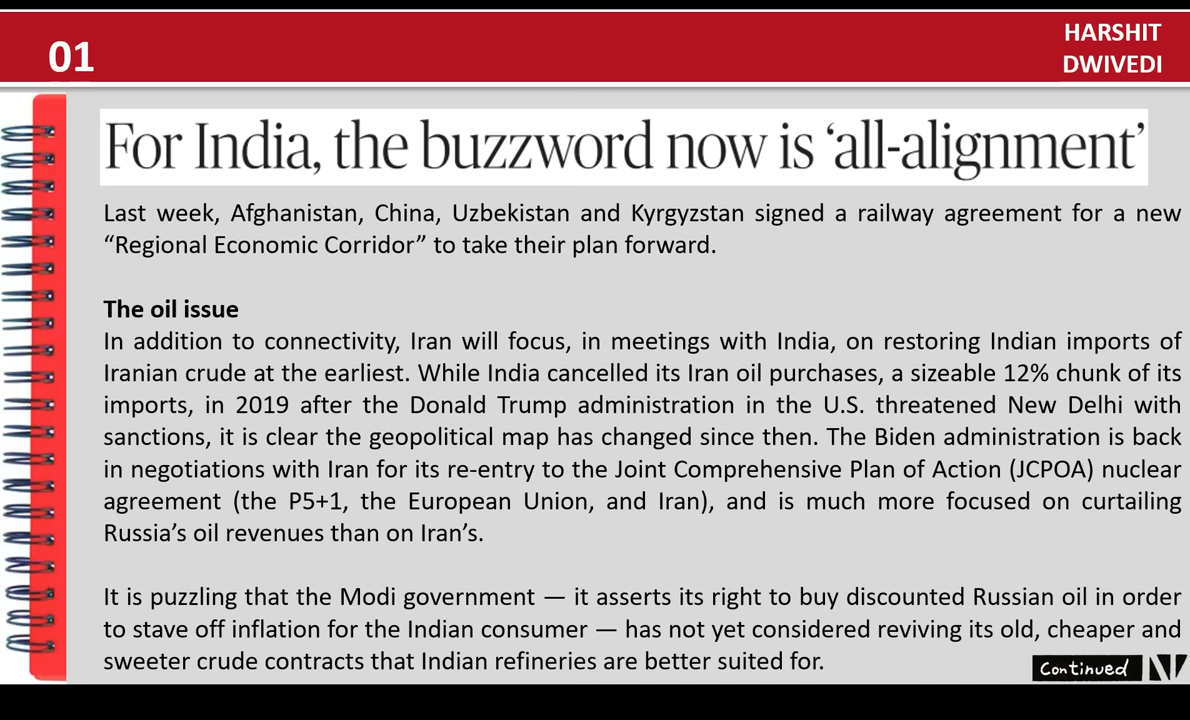 01
HARSHIT
DWIVEDI
For India, the buzzword now is ‘all-alignment’
Last week, Afghanistan, China, Uzbekistan and Kyrgyzstan signed a railway agreement for a new
“Regional Economic Corridor” to take their plan forward.
The oil issue
In addition to connectivity, Iran will focus, in meetings with India, on restoring Indian imports of
Iranian crude at the earliest. While India cancelled its Iran oil purchases, a sizeable 12% chunk of its
imports, in 2019 after the Donald Trump administration in the U.S. threatened New Delhi with
sanctions, it is clear the geopolitical map has changed since then. The Biden administration is back
in negotiations with Iran for its re-entry to the Joint Comprehensive Plan of Action (JCPOA) nuclear
agreement (the P5+1, the European Union, and Iran), and is much more focused on curtailing
Russia’s oil revenues than on Iran’s.
It is puzzling that the Modi government — it asserts its right to buy discounted Russian oil in order
to stave off inflation for the Indian consumer — has not yet considered reviving its old, cheaper and
sweeter crude contracts that Indian refineries are better suited for.
Continued